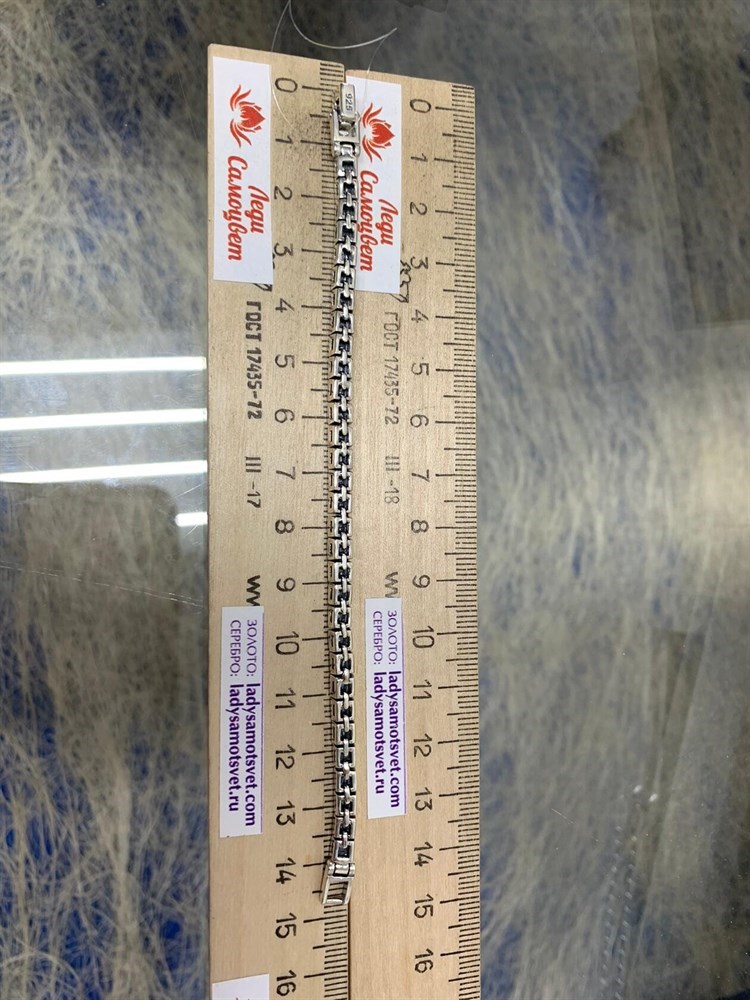 Леди
Самоцвет
0 1 2 3 4 5 6 7 8 9 10 11 12 13 14 15 16
ГОСТ 17435-72 III -17
ЗОЛОТО: ladysamotsvet.com
СЕРЕБРО: ladysamotsvet.ru
925
Леди
Самоцвет
ГОСТ 17435-72 III -18
ЗОЛОТО: ladysamotsvet.com
СЕРЕБРО: ladysamotsvet.ru
0 1 2 3 4 5 6 7 8 9 10 11 12 13 14 15 16